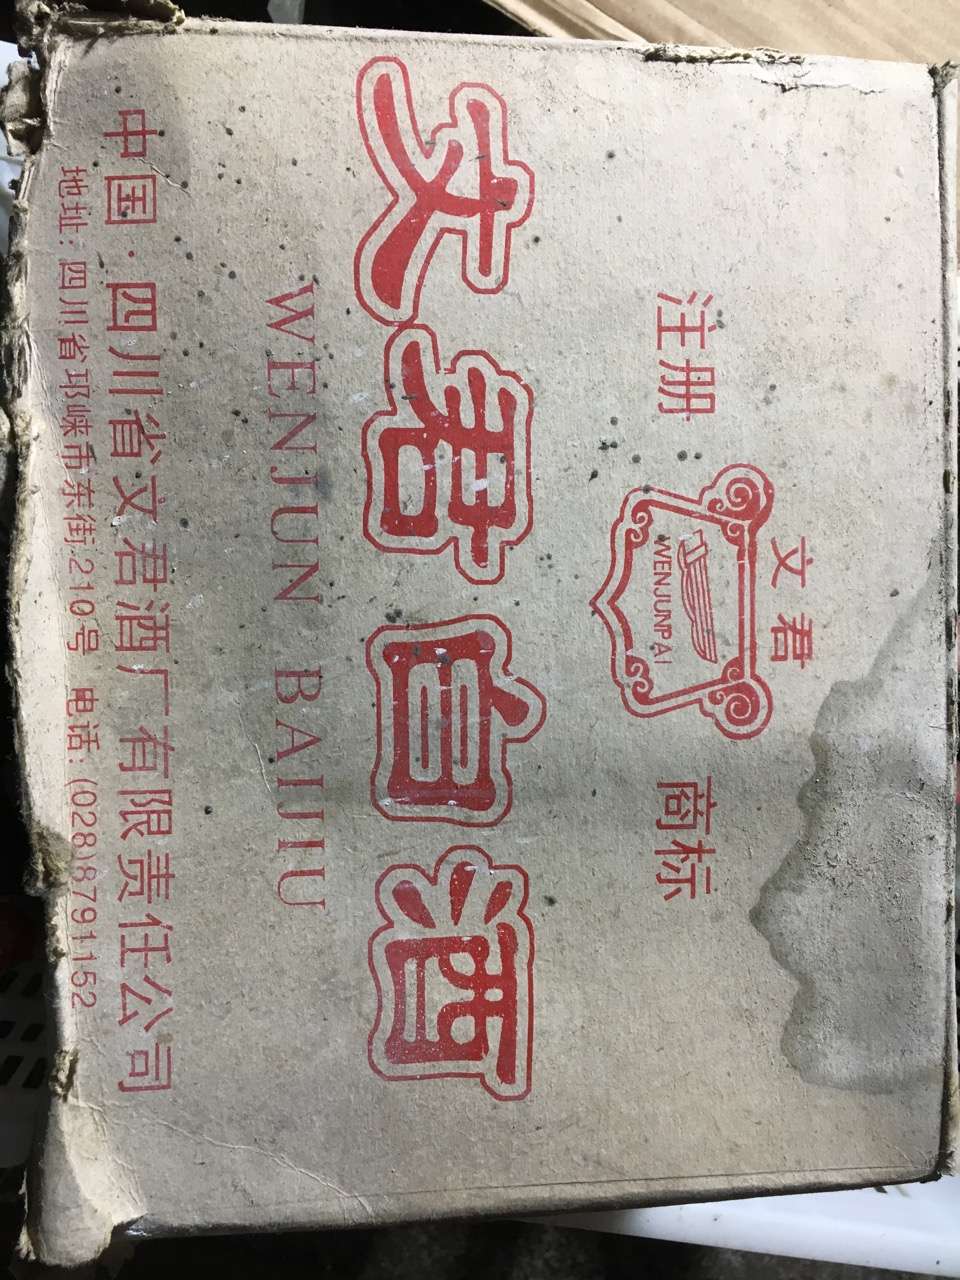 文君
WENJUNPAI
注册 商标
文君白酒
WENJUN BAIJIU
中国·四川省文君酒厂有限责任公司
地址:四川省邛崃市东街210号 电话:(028)8791152